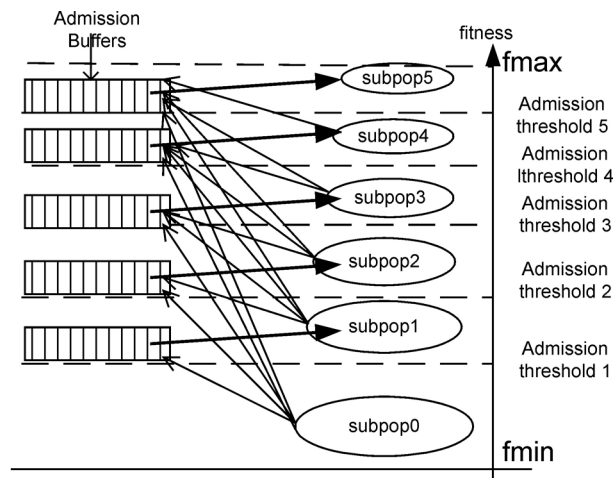 Admission
Buffers
fitness
fmax
subpop5
Admission
threshold 5
subpop4
Admission
lthreshold 4
subpop3
Admission
threshold 3
subpop2
Admission
threshold 2
subpop1
Admission
threshold 1
subpop0
fmin